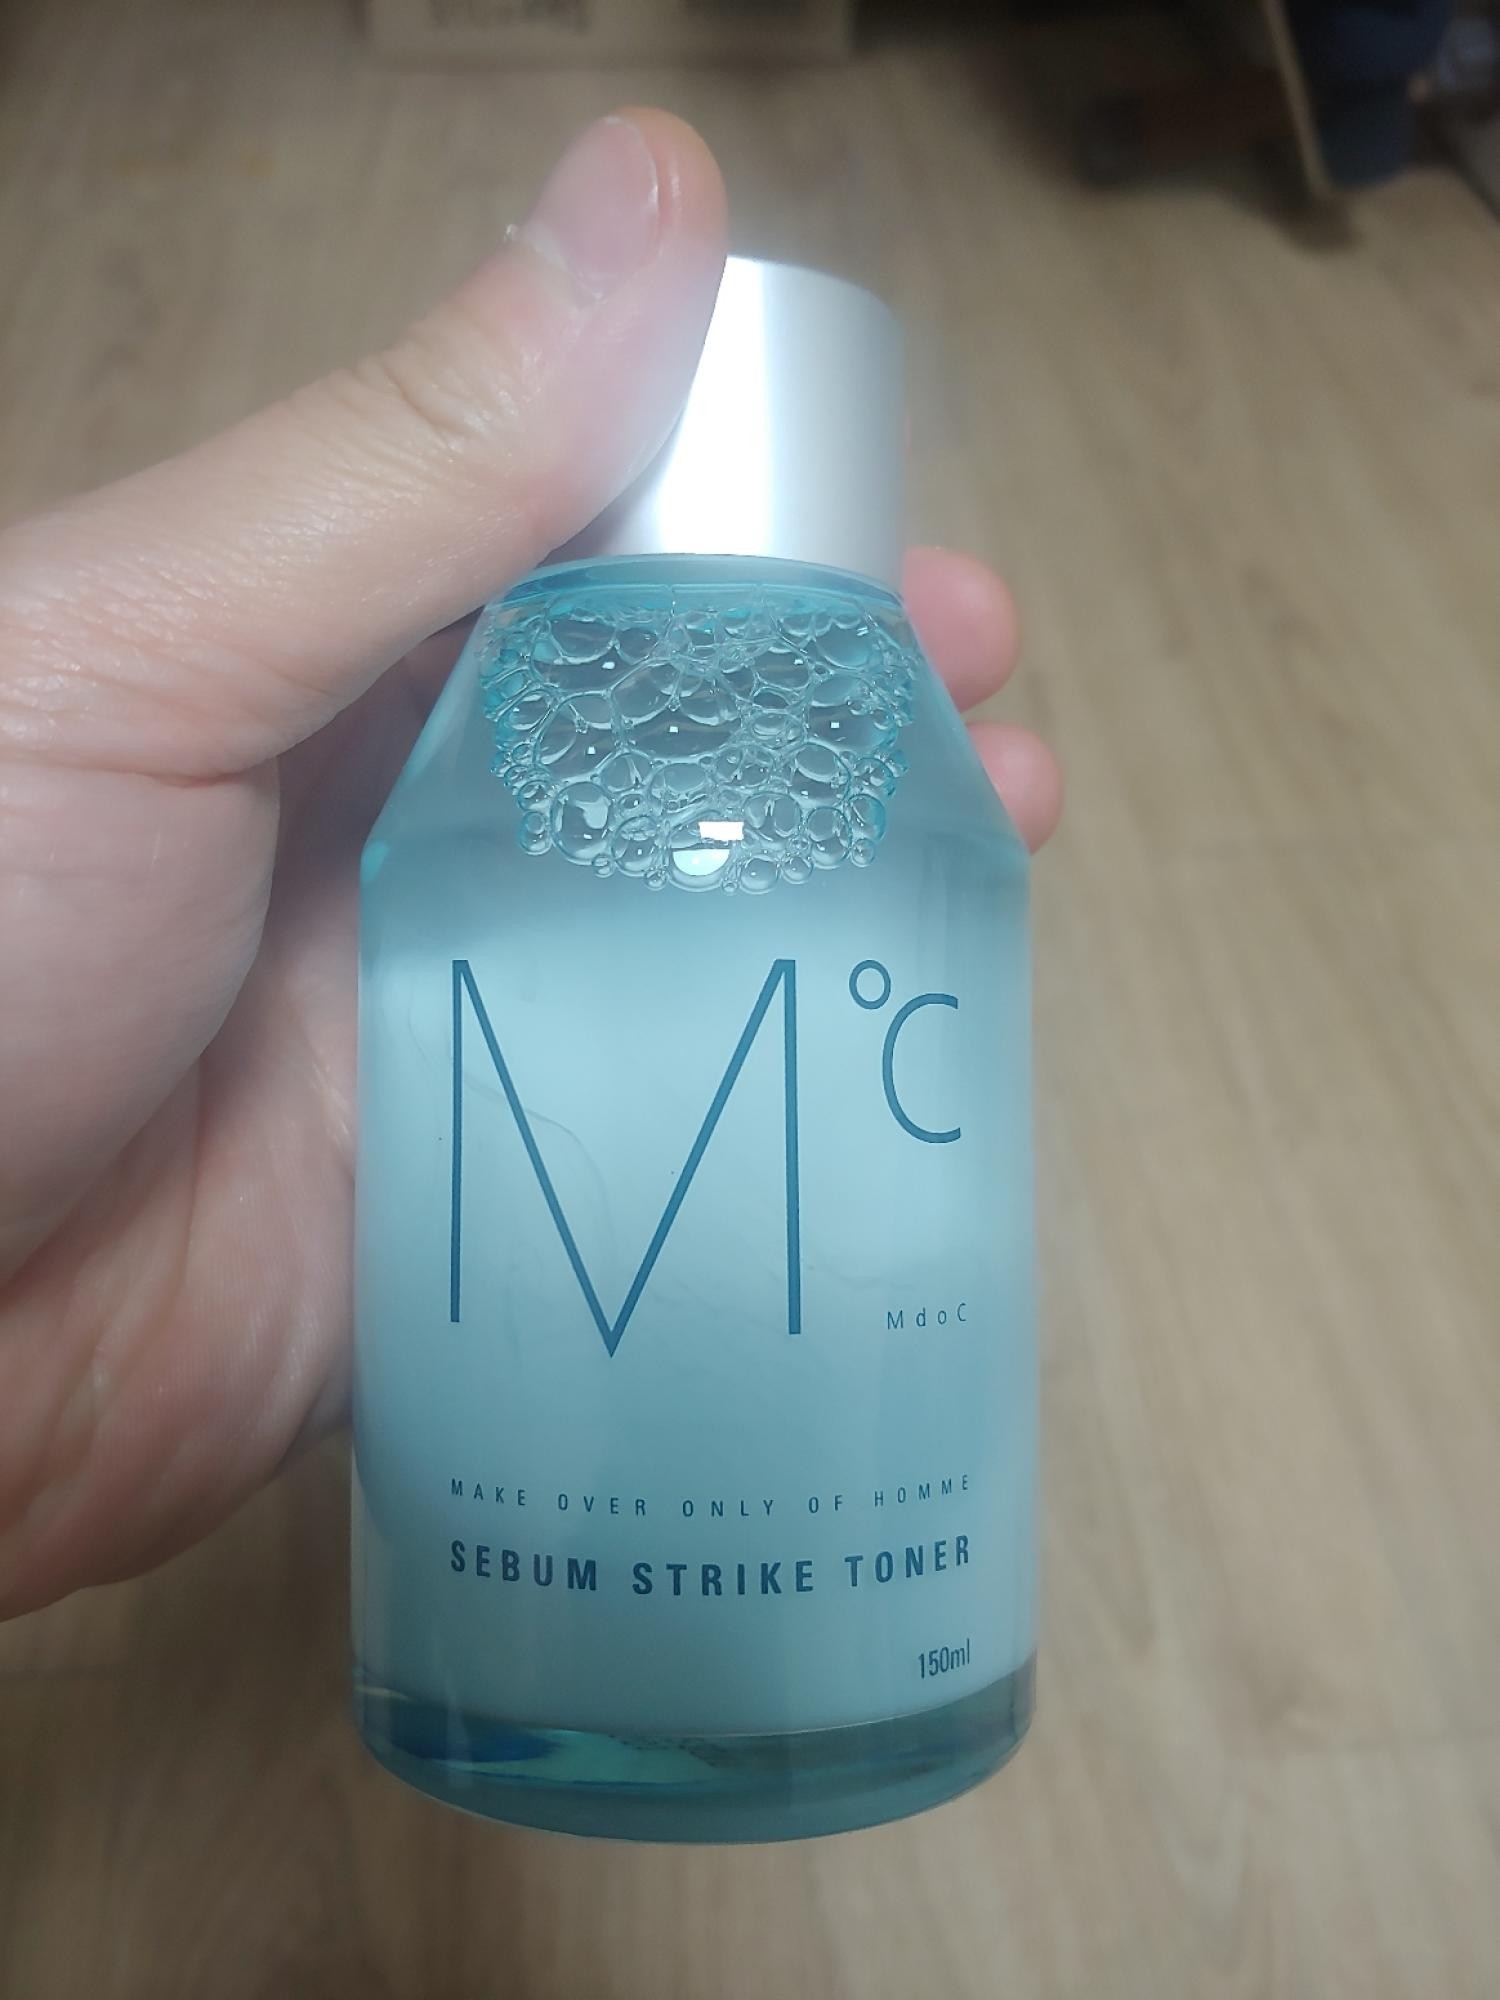 M°C
MdoC
MAKE OVER ONLY OF HOMME
SEBUM STRIKE TONER
150ml